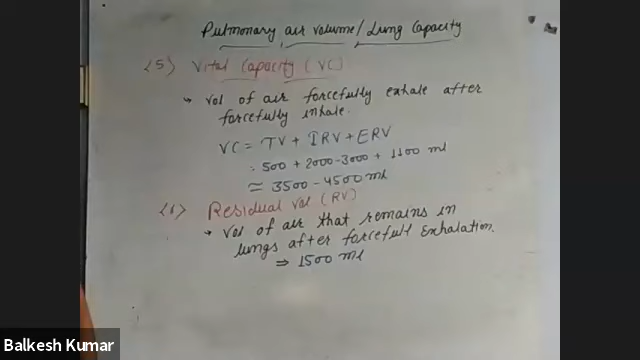 Pulmonary air volume/Lung Capacity
(5) Vital Capacity (VC)
Vol of air forcefully exhale after
forcefully inhale.
VC = TV + IRV + ERV
= 500 + 2000-3000 + 1100 ml
≈ 3500 - 4500 ml
(6) Residual Vol (RV)
• Vol of air that remains in
lungs after forcefull exhalation.
⇒ 1500 ml
Balkesh Kumar